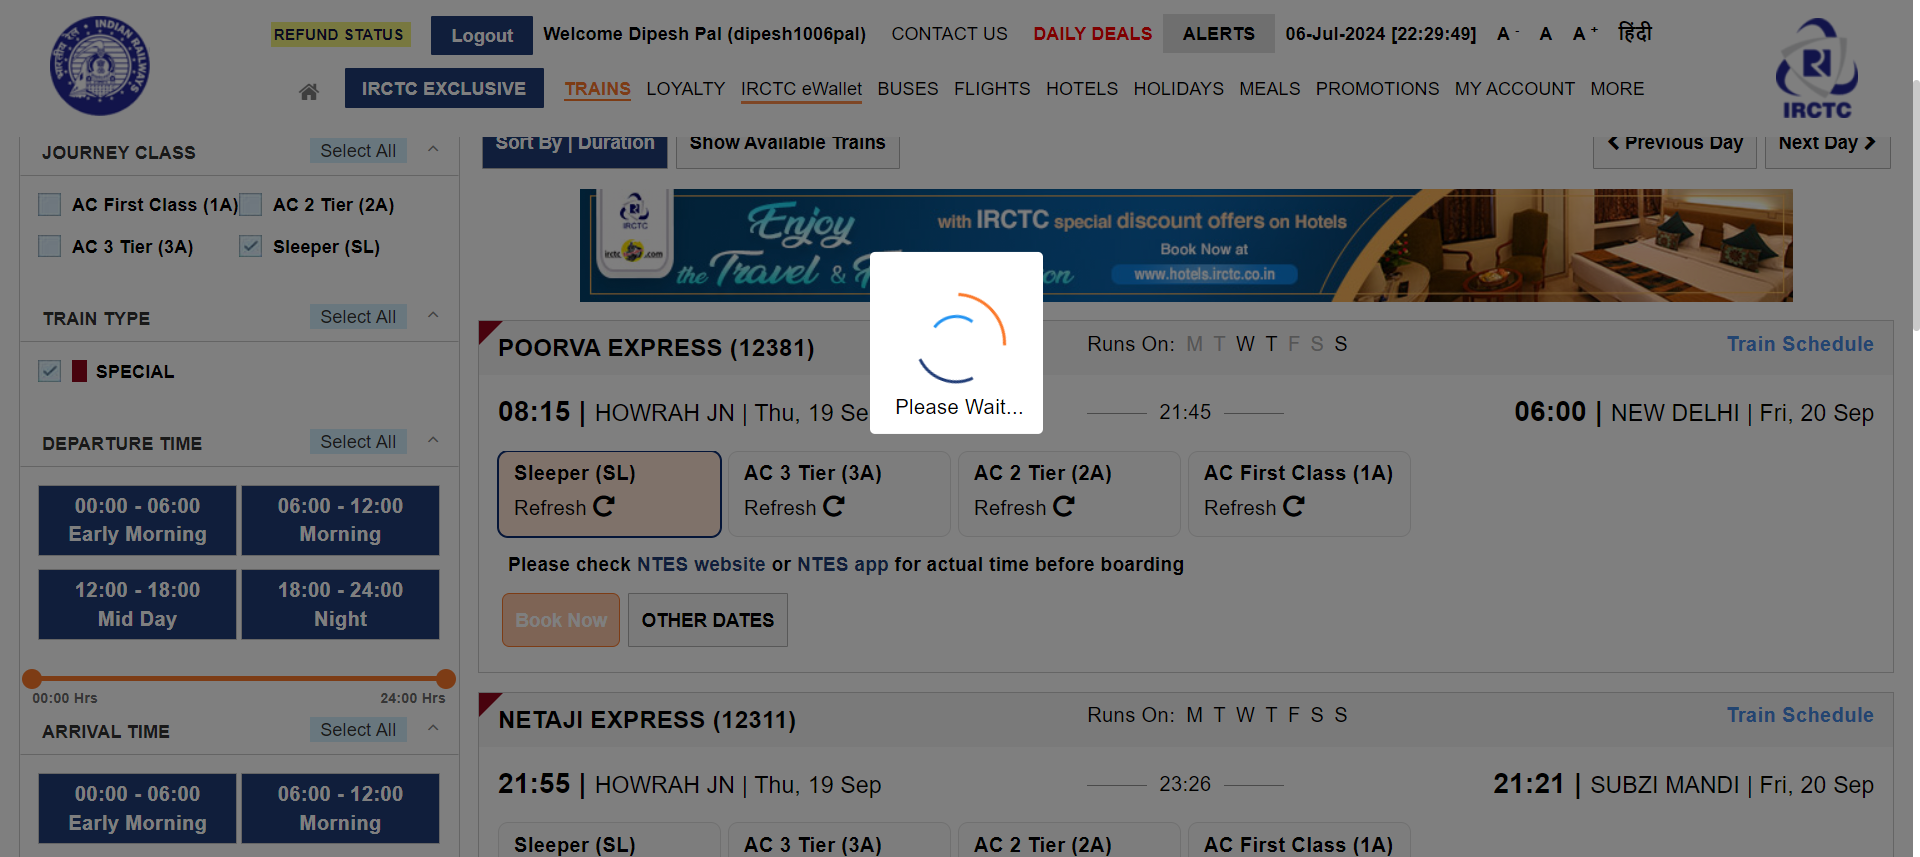 REFUND STATUS
Logout
Welcome Dipesh Pal (dipesh1006pal)
CONTACT US
DAILY DEALS
ALERTS
06-Jul-2024 [22:29:49]
A - A A + हिंदी
INDIAN RAILWAYS
भारतीय रेल
IRCTC EXCLUSIVE
TRAINS LOYALTY IRCTC eWallet BUSES FLIGHTS HOTELS HOLIDAYS MEALS PROMOTIONS MY ACCOUNT MORE
IRCTC
JOURNEY CLASS Select All
AC First Class (1A) AC 2 Tier (2A)
AC 3 Tier (3A) Sleeper (SL)
TRAIN TYPE Select All
SPECIAL
DEPARTURE TIME Select All
00:00 - 06:00
Early Morning
06:00 - 12:00
Morning
12:00 - 18:00
Mid Day
18:00 - 24:00
Night
00:00 Hrs 24:00 Hrs
ARRIVAL TIME Select All
00:00 - 06:00
Early Morning
06:00 - 12:00
Morning
Sort By | Duration Show Available Trains Previous Day Next Day
IRCTC
irctc .com
Enjoy
the Travel &
with IRCTC special discount offers on Hotels
Book Now at
www.hotels.irctc.co.in
Please Wait...
POORVA EXPRESS (12381) Runs On: M T W T F S S Train Schedule
08:15 | HOWRAH JN | Thu, 19 Se 21:45 06:00 | NEW DELHI | Fri, 20 Sep
Sleeper (SL) AC 3 Tier (3A) AC 2 Tier (2A) AC First Class (1A)
Refresh Refresh Refresh Refresh
Please check NTES website or NTES app for actual time before boarding
Book Now OTHER DATES
NETAJI EXPRESS (12311) Runs On: M T W T F S S Train Schedule
21:55 | HOWRAH JN | Thu, 19 Sep 23:26 21:21 | SUBZI MANDI | Fri, 20 Sep
Sleeper (SL) AC 3 Tier (3A) AC 2 Tier (2A) AC First Class (1A)